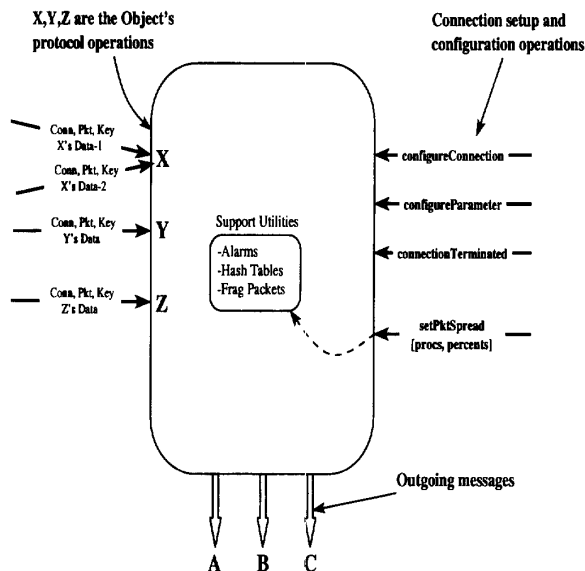 X,Y,Z are the Object's
protocol operations
Connection setup and
configuration operations
Conn, Pkt, Key
X's Data-1
Conn, Pkt, Key
X's Data-2
X
Conn, Pkt, Key
Y's Data
Y
Conn, Pkt, Key
Z's Data
Z
Support Utilities
-Alarms
-Hash Tables
-Frag Packets
configureConnection
configureParameter
connectionTerminated
setPktSpread
[procs, percents]
Outgoing messages
A
B
C